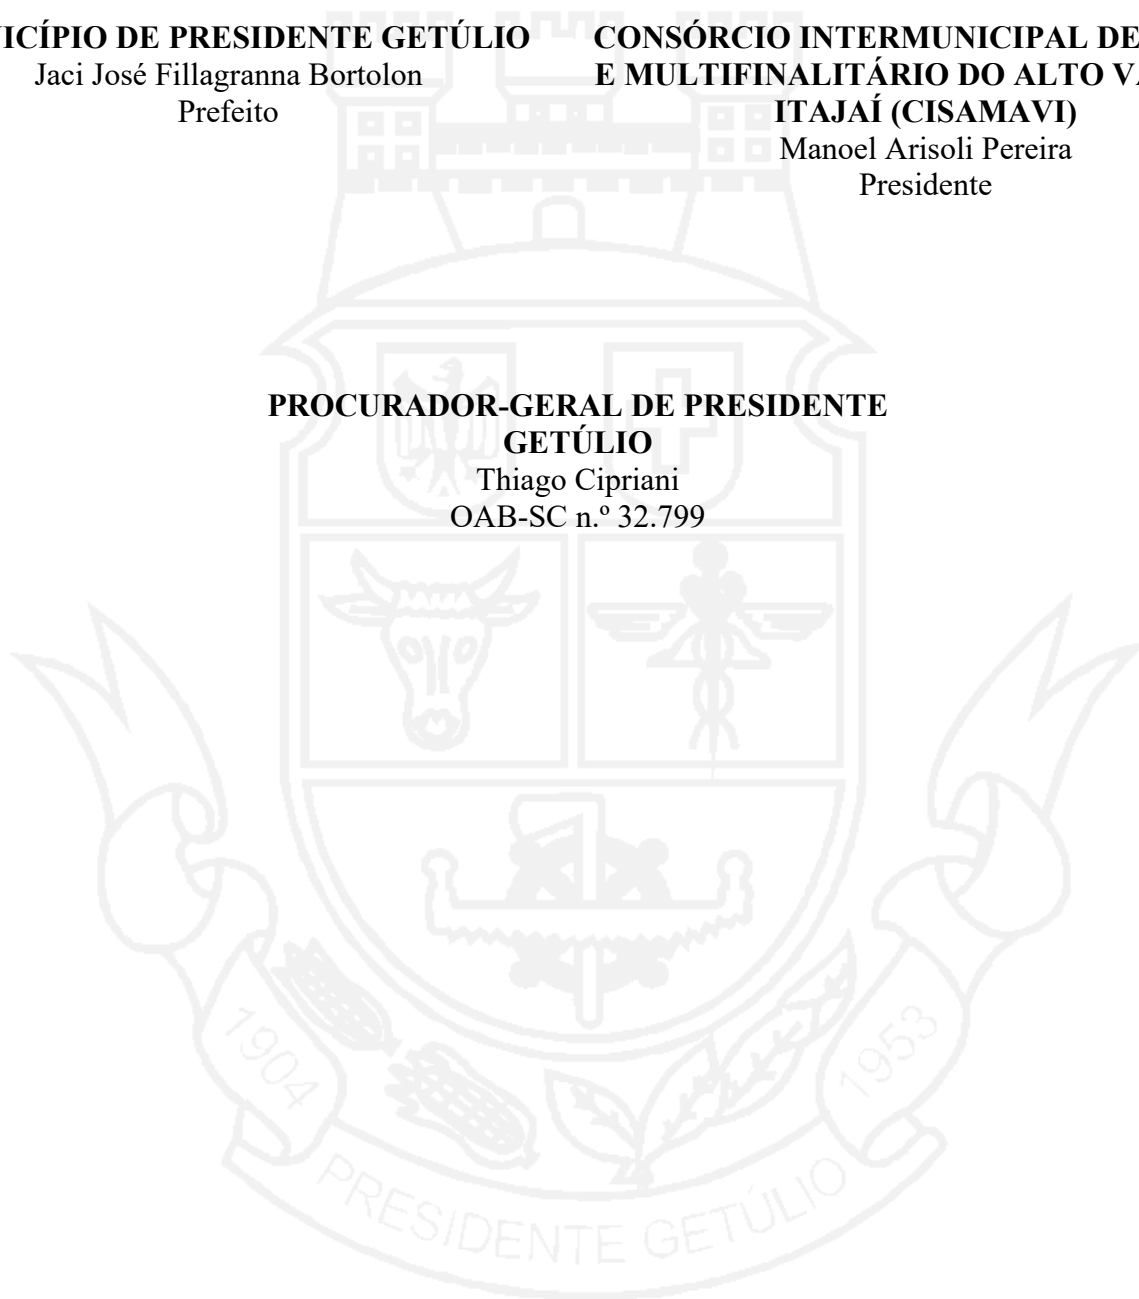 ICÍPIO DE PRESIDENTE GETÚLIO
Jaci José Fillagranna Bortolon
Prefeito
CONSÓRCIO INTERMUNICIPAL DE
E MULTIFINALITÁRIO DO ALTO VA
ITAJAÍ (CISAMAVI)
Manoel Arisoli Pereira
Presidente
PROCURADOR-GERAL DE PRESIDENTE
GETÚLIO
Thiago Cipriani
OAB-SC n.º 32.799
1904
1953
PRESIDENTE GETÚLIO